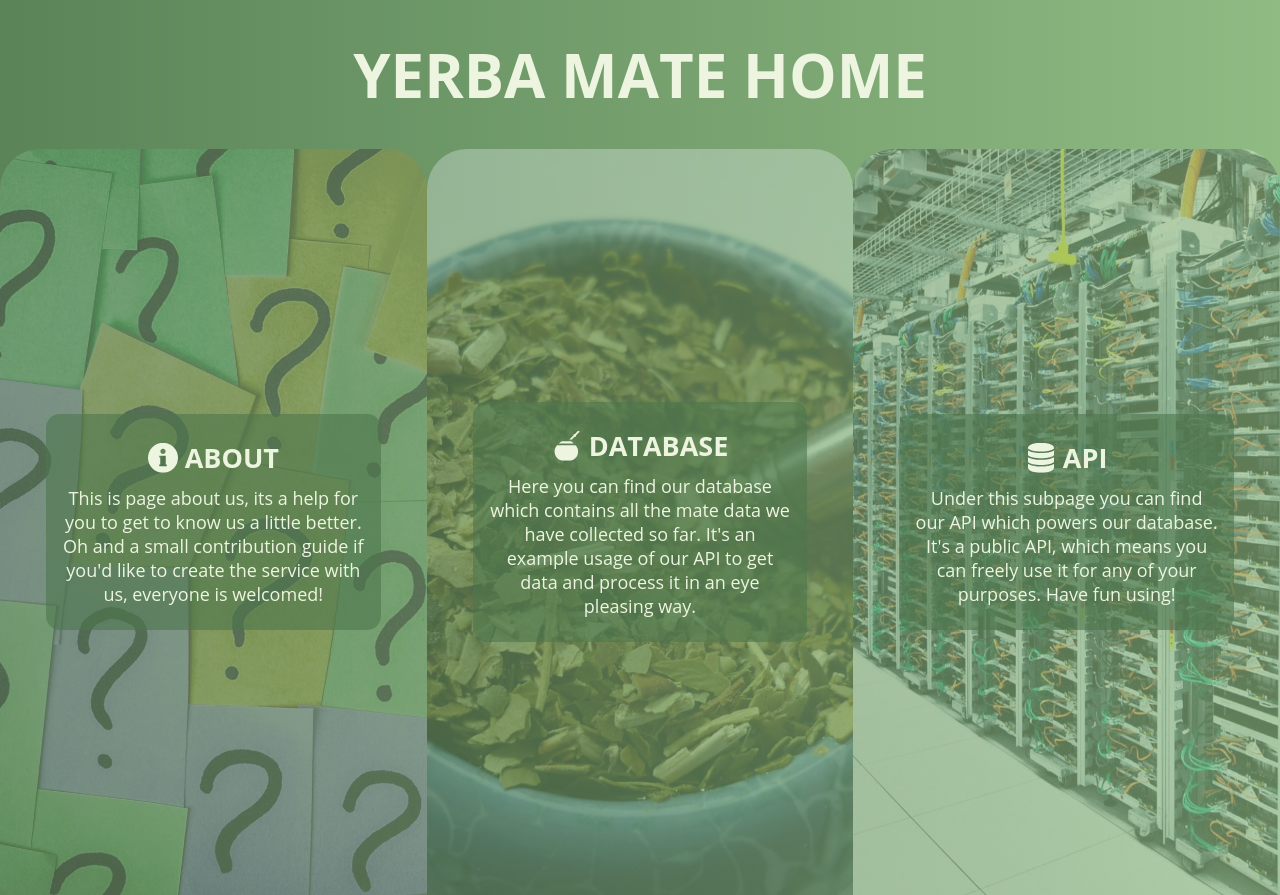 YERBA MATE HOME
ABOUT
This is page about us, its a help for
you to get to know us a little better.
Oh and a small contribution guide if
you'd like to create the service with
us, everyone is welcomed!
DATABASE
Here you can find our database
which contains all the mate data we
have collected so far. It's an
example usage of our API to get
data and process it in an eye
pleasing way.
API
Under this subpage you can find
our API which powers our database.
It's a public API, which means you
can freely use it for any of your
purposes. Have fun using!